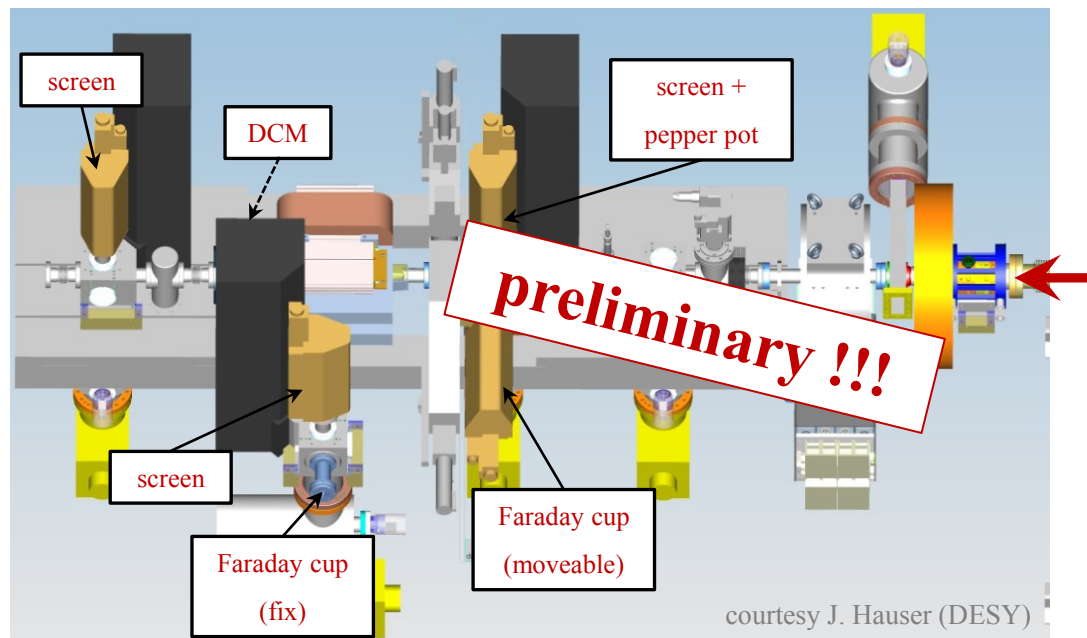 screen
DCM
screen +
pepper pot
preliminary !!!
screen
Faraday cup
(fix)
Faraday cup
(moveable)
courtesy J. Hauser (DESY)